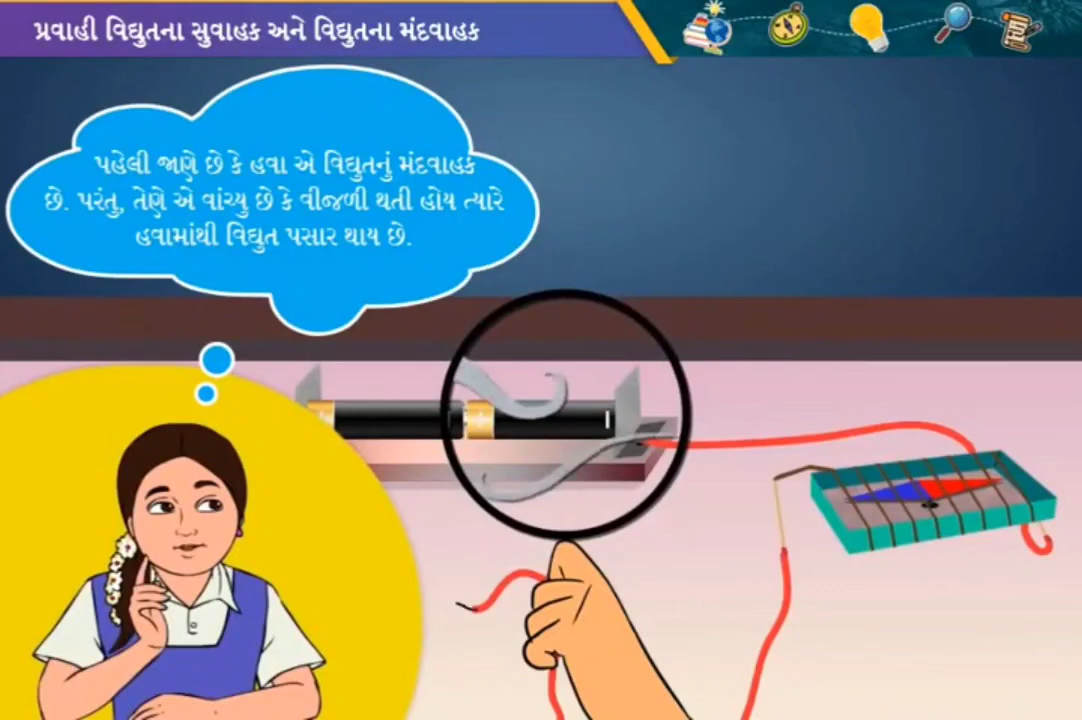 પ્રવાહી વિદ્યુતના સુવાહક અને વિદ્યુતના મંદવાહક
પહેલી જાણે છે કે હવા એ વિદ્યુતનું મંદવાહક
છે. પરંતુ, તેણે એ વાંચ્યુ છે કે વીજળી થતી હોય ત્યારે
હવામાંથી વિદ્યુત પસાર થાય છે.